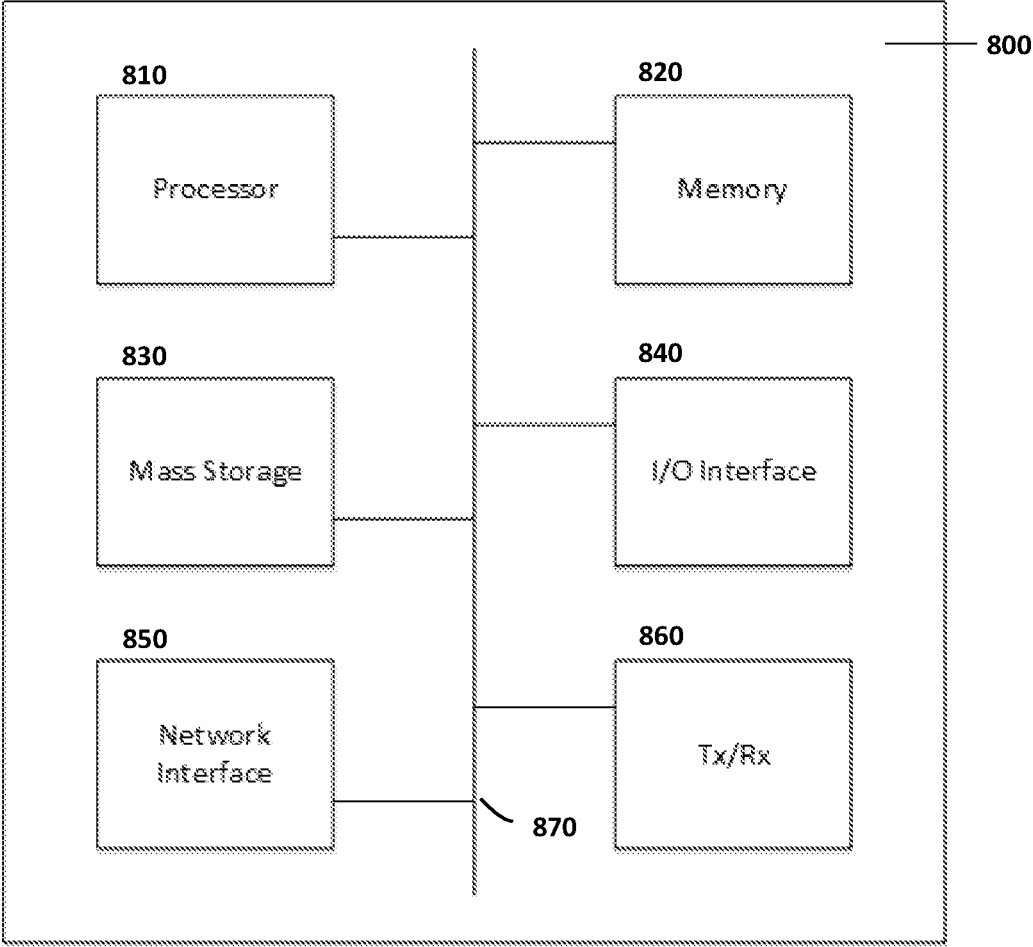 800
810
Processor
820
Memory
830
Mass Storage
840
I/O Interface
850
Network
Interface
860
Tx/Rx
870